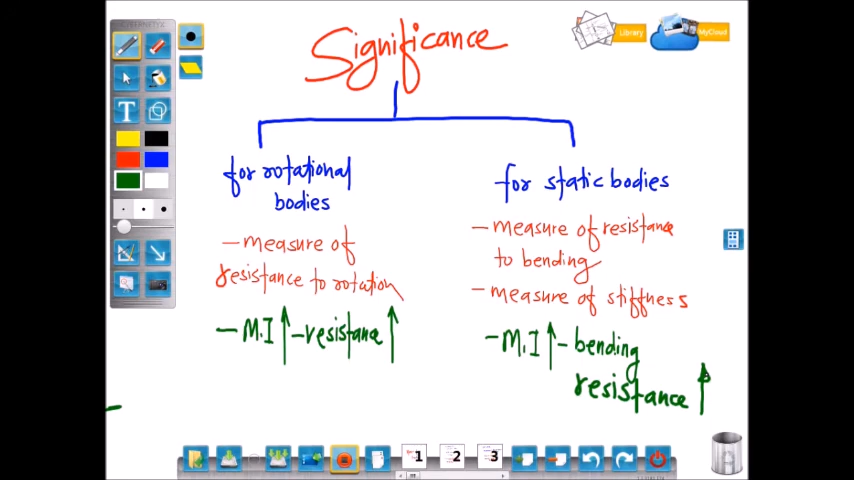 Significance
Library
MyCloud
for rotational
bodies
for static bodies
- measure of
resistance to rotation
- measure of resistance
to bending
- measure of stiffness
- M.I ↑ - resistance ↑
- M.I ↑ - bending
resistance ↑
T
1
2
3